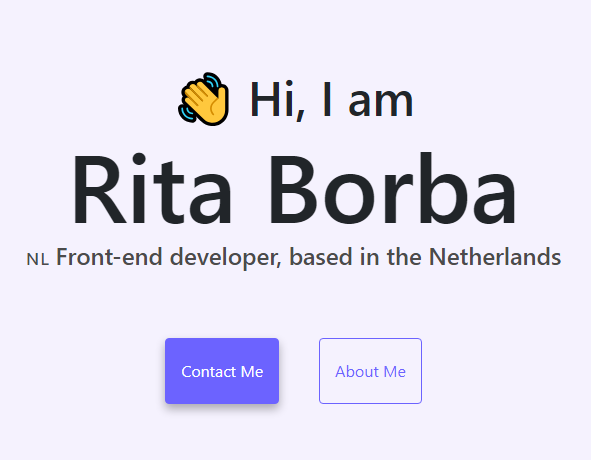 👋 Hi, I am
Rita Borba
NL Front-end developer, based in the Netherlands
Contact Me
About Me